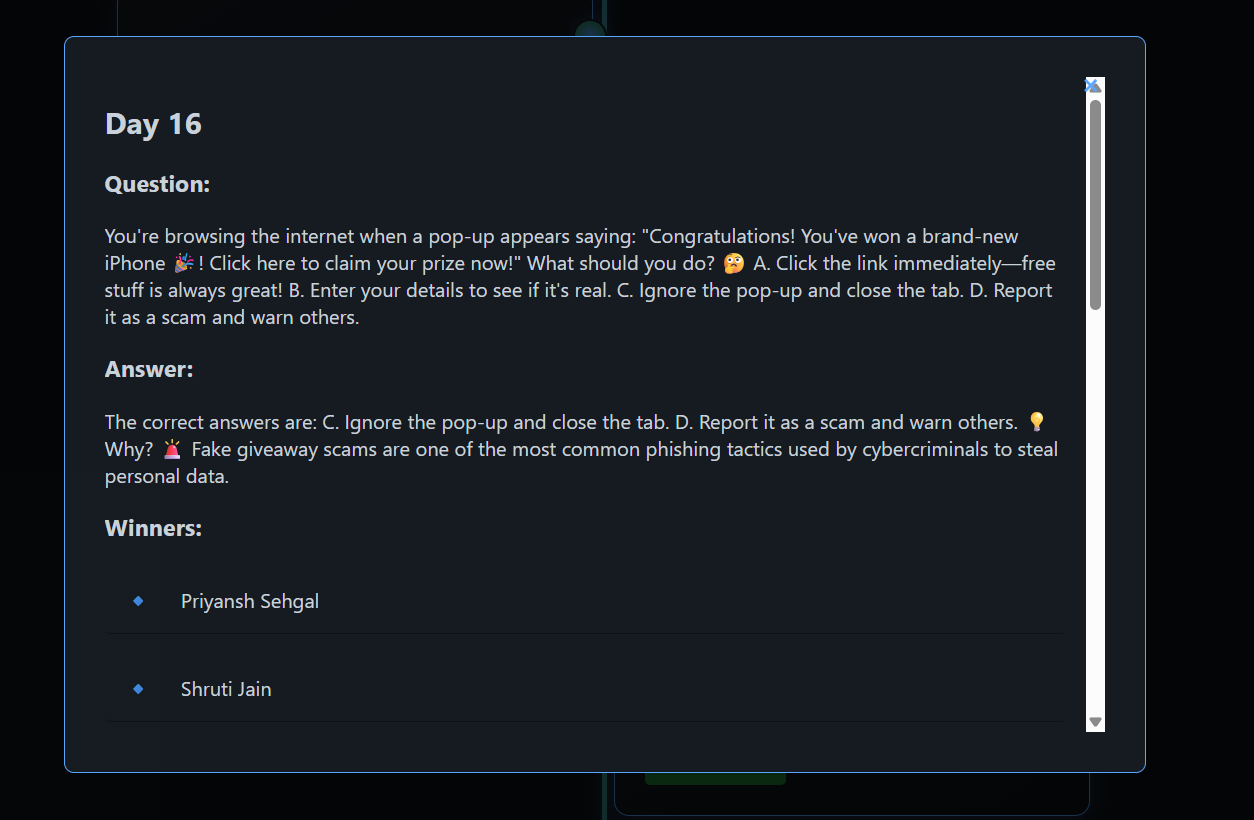 Day 16
Question:
You're browsing the internet when a pop-up appears saying: "Congratulations! You've won a brand-new
iPhone 🎉! Click here to claim your prize now!" What should you do? 🤔 A. Click the link immediately—free
stuff is always great! B. Enter your details to see if it's real. C. Ignore the pop-up and close the tab. D. Report
it as a scam and warn others.
Answer:
The correct answers are: C. Ignore the pop-up and close the tab. D. Report it as a scam and warn others. 💡
Why? 🚨 Fake giveaway scams are one of the most common phishing tactics used by cybercriminals to steal
personal data.
Winners:
Priyansh Sehgal
Shruti Jain